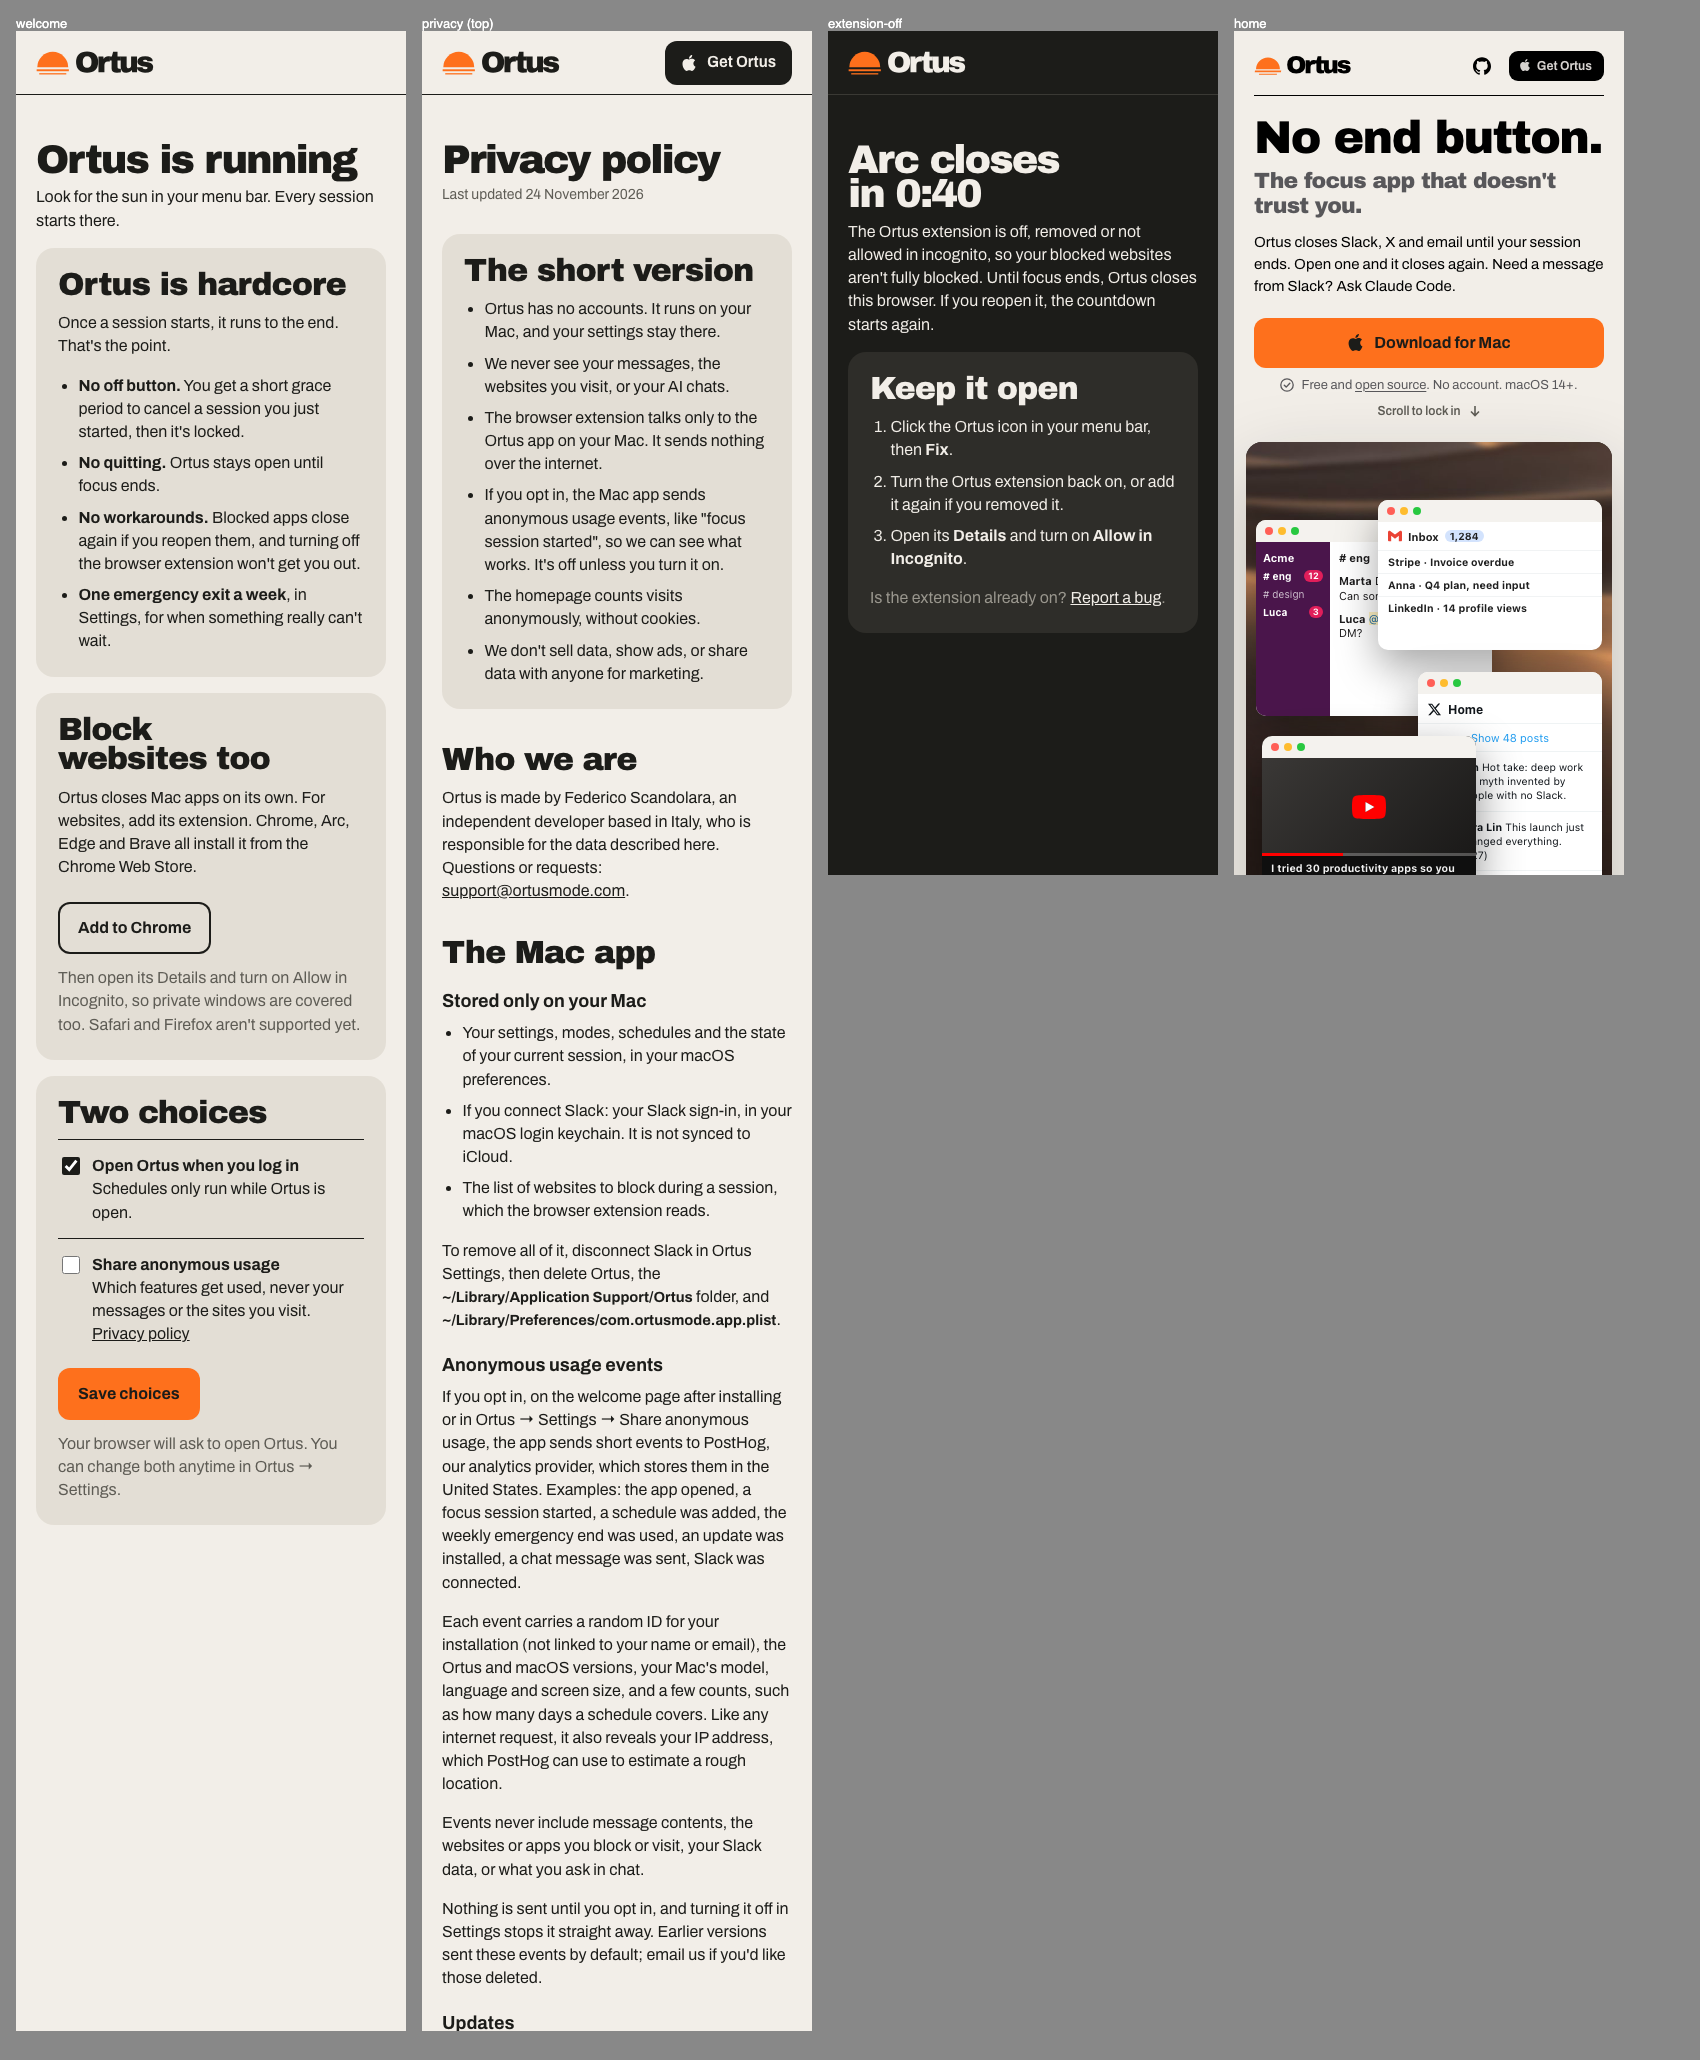 welcome
Ortus
Ortus is running
Look for the sun in your menu bar. Every session
starts there.
Ortus is hardcore
Once a session starts, it runs to the end.
That's the point.
• No off button. You get a short grace
period to cancel a session you just
started, then it's locked.
• No quitting. Ortus stays open until
focus ends.
• No workarounds. Blocked apps close
again if you reopen them, and turning off
the browser extension won't get you out.
• One emergency exit a week, in
Settings, for when something really can't
wait.
Block
websites too
Ortus closes Mac apps on its own. For
websites, add its extension. Chrome, Arc,
Edge and Brave all install it from the
Chrome Web Store.
Add to Chrome
Then open its Details and turn on Allow in
Incognito, so private windows are covered
too. Safari and Firefox aren't supported yet.
Two choices
Open Ortus when you log in
Schedules only run while Ortus is
open.
Share anonymous usage
Which features get used, never your
messages or the sites you visit.
Privacy policy
Save choices
Your browser will ask to open Ortus. You
can change both anytime in Ortus →
Settings.
privacy (top)
Ortus
Get Ortus
Privacy policy
Last updated 24 November 2026
The short version
• Ortus has no accounts. It runs on your
Mac, and your settings stay there.
• We never see your messages, the
websites you visit, or your AI chats.
• The browser extension talks only to the
Ortus app on your Mac. It sends nothing
over the internet.
• If you opt in, the Mac app sends
anonymous usage events, like "focus
session started", so we can see what
works. It's off unless you turn it on.
• The homepage counts visits
anonymously, without cookies.
• We don't sell data, show ads, or share
data with anyone for marketing.
Who we are
Ortus is made by Federico Scandolara, an
independent developer based in Italy, who is
responsible for the data described here.
Questions or requests:
support@ortusmode.com.
The Mac app
Stored only on your Mac
• Your settings, modes, schedules and the state
of your current session, in your macOS
preferences.
• If you connect Slack: your Slack sign-in, in your
macOS login keychain. It is not synced to
iCloud.
• The list of websites to block during a session,
which the browser extension reads.
To remove all of it, disconnect Slack in Ortus
Settings, then delete Ortus, the
~/Library/Application Support/Ortus folder, and
~/Library/Preferences/com.ortusmode.app.plist.
Anonymous usage events
If you opt in, on the welcome page after installing
or in Ortus → Settings → Share anonymous
usage, the app sends short events to PostHog,
our analytics provider, which stores them in the
United States. Examples: the app opened, a
focus session started, a schedule was added, the
weekly emergency end was used, an update was
installed, a chat message was sent, Slack was
connected.
Each event carries a random ID for your
installation (not linked to your name or email), the
Ortus and macOS versions, your Mac's model,
language and screen size, and a few counts, such
as how many days a schedule covers. Like any
internet request, it also reveals your IP address,
which PostHog can use to estimate a rough
location.
Events never include message contents, the
websites or apps you block or visit, your Slack
data, or what you ask in chat.
Nothing is sent until you opt in, and turning it off in
Settings stops it straight away. Earlier versions
sent these events by default; email us if you'd like
those deleted.
Updates
extension-off
Ortus
Arc closes
in 0:40
The Ortus extension is off, removed or not
allowed in incognito, so your blocked websites
aren't fully blocked. Until focus ends, Ortus closes
this browser. If you reopen it, the countdown
starts again.
Keep it open
1. Click the Ortus icon in your menu bar,
then Fix.
2. Turn the Ortus extension back on, or add
it again if you removed it.
3. Open its Details and turn on Allow in
Incognito.
Is the extension already on? Report a bug.
home
Ortus
Get Ortus
No end button.
The focus app that doesn't
trust you.
Ortus closes Slack, X and email until your session
ends. Open one and it closes again. Need a message
from Slack? Ask Claude Code.
Download for Mac
Free and open source. No account. macOS 14+.
Scroll to lock in ↓
Acme
# eng 12
# design
Luca 3
# eng
Marta
Can
Luca @
DM?
Inbox 1,284
Stripe · Invoice overdue
Anna · Q4 plan, need input
LinkedIn · 14 profile views
Home
Show 48 posts
Hot take: deep work
myth invented by
with no Slack.
Lin This launch just
everything.
I tried 30 productivity apps so you